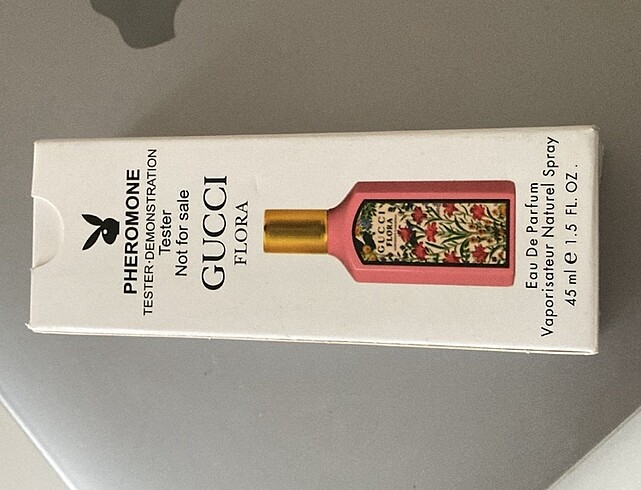 PHEROMONE
TESTER·DEMONSTRATION
Tester
Not for sale
GUCCI
FLORA
GUCCI
FLORA
Eau De Parfum
Vaporisateur Naturel Spray
45 ml e 1.5 FL. OZ.